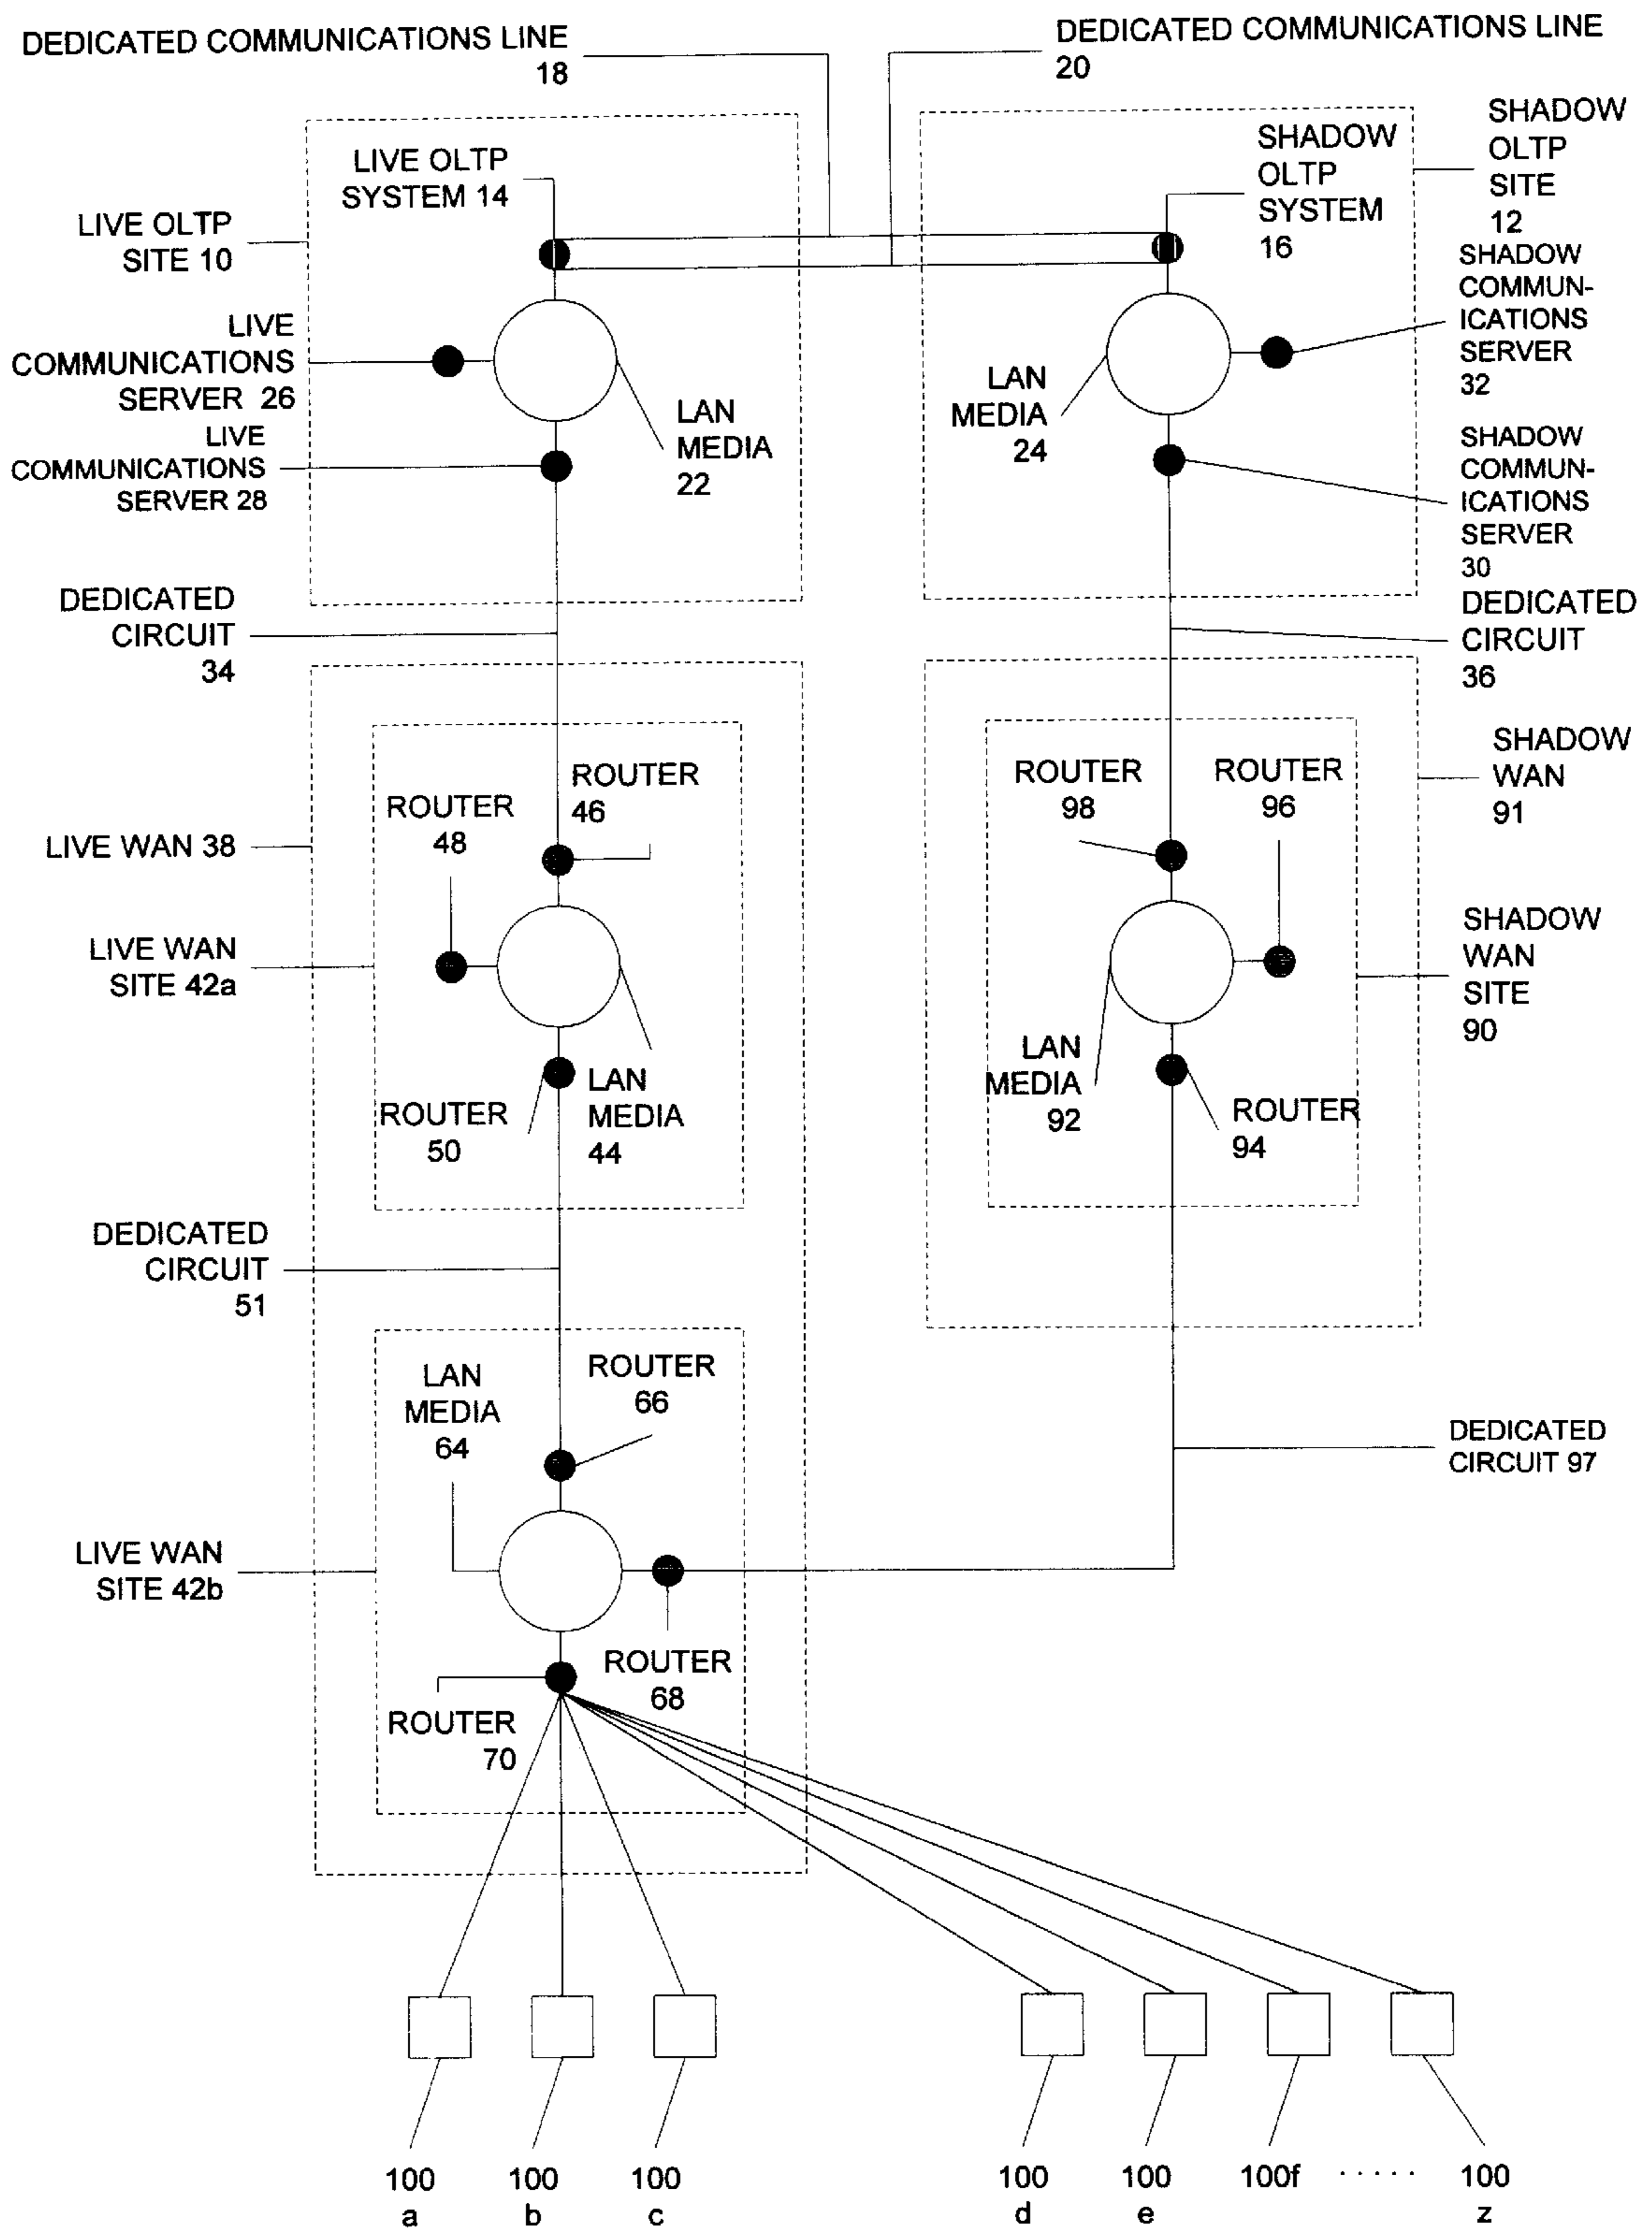 DEDICATED COMMUNICATIONS LINE
18
DEDICATED COMMUNICATIONS LINE
20
LIVE OLTP
SYSTEM 14
SHADOW
OLTP
SYSTEM
16
SHADOW
OLTP
SITE
12
LIVE OLTP
SITE 10
LIVE
COMMUNICATIONS
SERVER 26
LIVE
COMMUNICATIONS
SERVER 28
LAN
MEDIA
22
LAN
MEDIA
24
SHADOW
COMMUN-
ICATIONS
SERVER
32
SHADOW
COMMUN-
ICATIONS
SERVER
30
DEDICATED
CIRCUIT
34
DEDICATED
CIRCUIT
36
ROUTER
46
ROUTER
48
LIVE WAN 38
LIVE WAN
SITE 42a
ROUTER
50
LAN
MEDIA
44
ROUTER
98
ROUTER
96
SHADOW
WAN
91
SHADOW
WAN
SITE
90
LAN
MEDIA
92
ROUTER
94
DEDICATED
CIRCUIT
51
LAN
MEDIA
64
ROUTER
66
DEDICATED
CIRCUIT 97
LIVE WAN
SITE 42b
ROUTER
68
ROUTER
70
100
a
100
b
100
c
100
d
100
e
100f
. . . . .
100
z